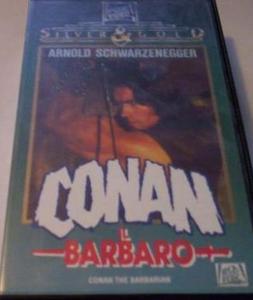 SILVER & GOLD
ARNOLD SCHWARZENEGGER
CONAN
IL
BARBARO
CONAN THE BARBARIAN